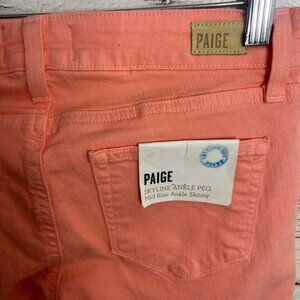 PAIGE
PAIGE
SKYLINE ANKLE PEG
Mid Rise Ankle Skinny